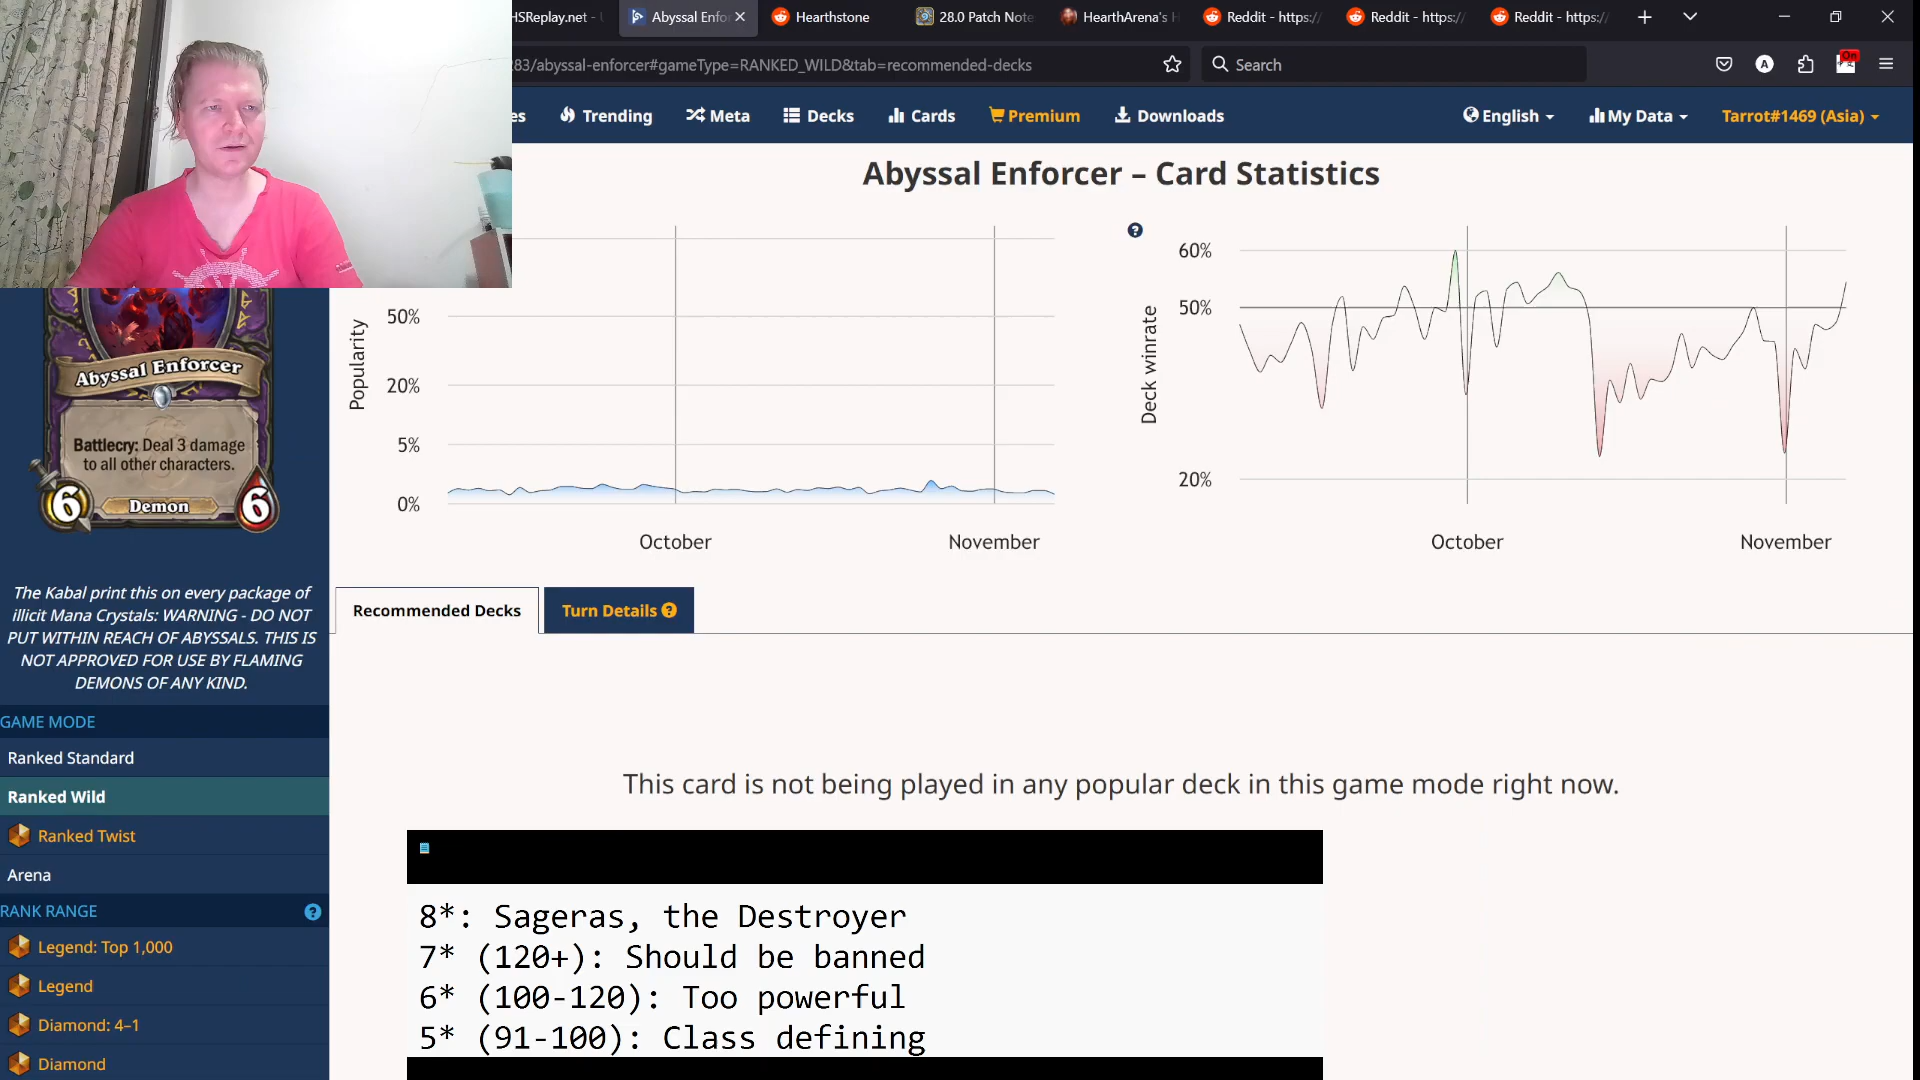 HSReplay.net -
Abyssal Enfo
Hearthstone
28.0 Patch Note
HearthArena's H
Reddit - https:/
Reddit - https:/
Reddit - https:/
83/abyssal-enforcer#gameType=RANKED_WILD&tab=recommended-decks
Search
A
On
es
Trending
Meta
Decks
Cards
Premium
Downloads
English
My Data
Tarrot#1469 (Asia)
Abyssal Enforcer – Card Statistics
Popularity
50%
20%
5%
0%
October
November
?
Deck winrate
60%
50%
20%
October
November
Abyssal Enforcer
Battlecry: Deal 3 damage
to all other characters.
6
Demon
6
The Kabal print this on every package of
illicit Mana Crystals: WARNING - DO NOT
PUT WITHIN REACH OF ABYSSALS. THIS IS
NOT APPROVED FOR USE BY FLAMING
DEMONS OF ANY KIND.
Recommended Decks
Turn Details ?
GAME MODE
Ranked Standard
Ranked Wild
Ranked Twist
Arena
RANK RANGE ?
Legend: Top 1,000
Legend
Diamond: 4–1
Diamond
This card is not being played in any popular deck in this game mode right now.
8*: Sageras, the Destroyer
7* (120+): Should be banned
6* (100-120): Too powerful
5* (91-100): Class defining